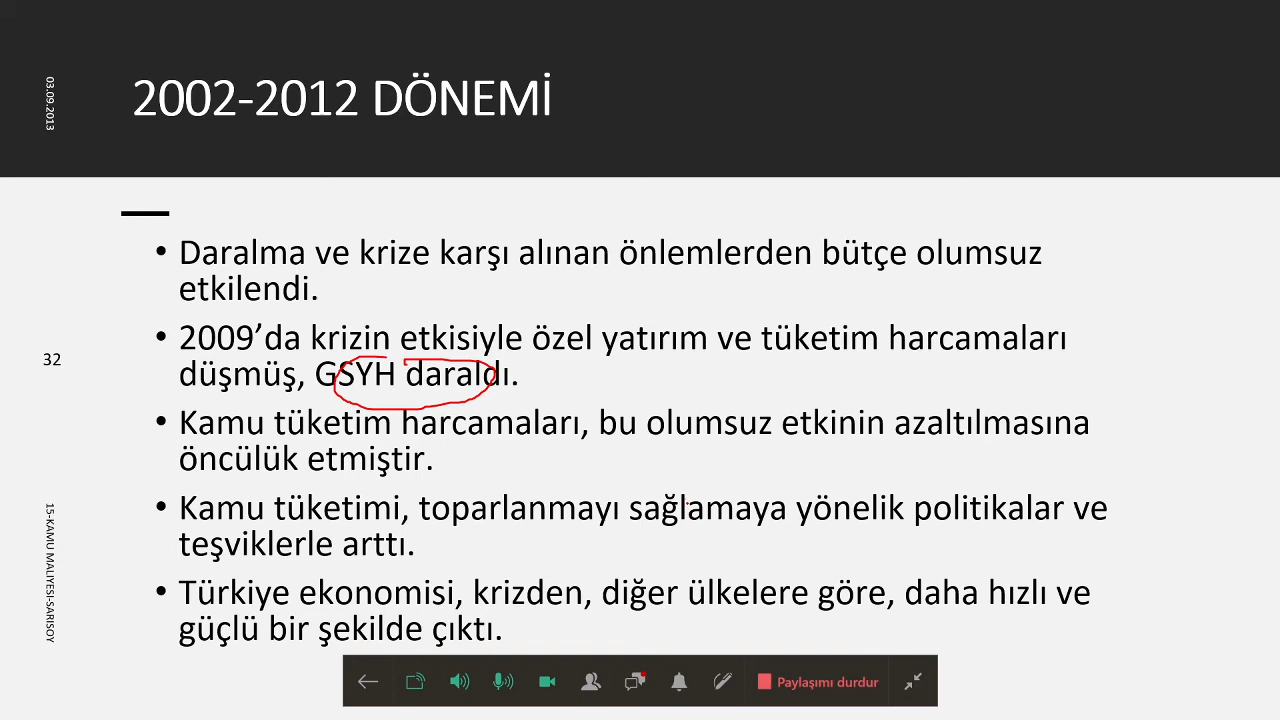 03.09.2013
2002-2012 DÖNEMİ
• Daralma ve krize karşı alınan önlemlerden bütçe olumsuz
etkilendi.
• 2009’da krizin etkisiyle özel yatırım ve tüketim harcamaları
düşmüş, GSYH daraldı.
32
• Kamu tüketim harcamaları, bu olumsuz etkinin azaltılmasına
öncülük etmiştir.
• Kamu tüketimi, toparlanmayı sağlamaya yönelik politikalar ve
teşviklerle arttı.
• Türkiye ekonomisi, krizden, diğer ülkelere göre, daha hızlı ve
güçlü bir şekilde çıktı.
15-KAMU MALIYESI-SARISOY
Paylaşımı durdur